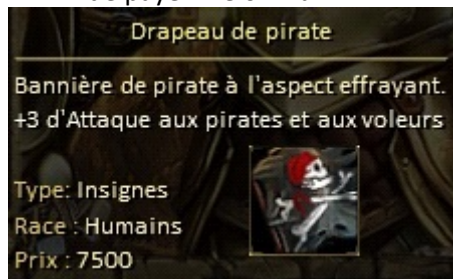 Drapeau de pirate
Bannière de pirate à l'aspect effrayant.
+3 d'Attaque aux pirates et aux voleurs
Type: Insignes
Race : Humains
Prix : 7500